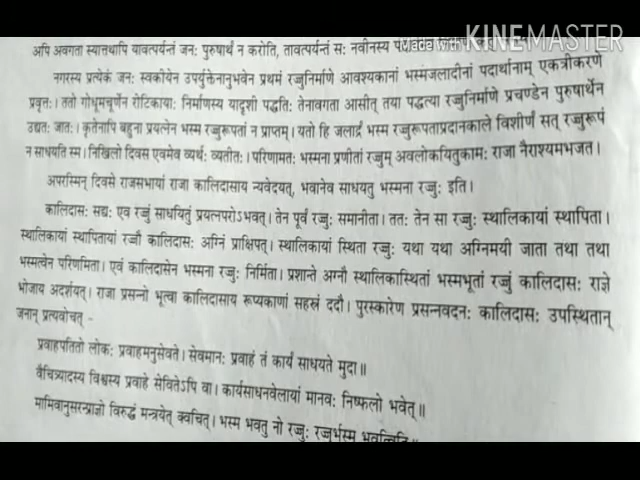 Made with KINEMASTER
अपि अवगता स्यात्तथापि यावत्पर्यन्तं जनः पुरुषार्थं न करोति, तावत्पर्यन्तं सः नवीनस्य
नगरस्य प्रत्येकं जनः स्वकीयेन उपर्युक्तेनानुभवेन प्रथमं रज्जुनिर्माणे आवश्यकानां भस्मजलादीनां पदार्थानाम् एकत्रीकरणे
प्रवृत्तः। ततो गोधूमचूर्णेन रोटिकायाः निर्माणस्य यादृशी पद्धतिः तेनावगता आसीत् तया पद्धत्या रज्जुनिर्माणे प्रचण्डेन पुरुषार्थेन
उद्यतः जातः। कृतेनापि बहुना प्रयत्नेन भस्म रज्जुरूपतां न प्राप्तम्। यतो हि जलार्द्रं भस्म रज्जुरूपताप्रदानकाले विशीर्णं सत् रज्जुरूपं
न साधयति स्म। निखिलो दिवस एवमेव व्यर्थः व्यतीतः। परिणामतः भस्मना प्रणीतां रज्जुम् अवलोकयितुकामः राजा नैराश्यमभजत।
अपरस्मिन् दिवसे राजसभायां राजा कालिदासाय न्यवेदयत्, भवानेव साधयतु भस्मना रज्जुः इति।
कालिदासः सद्यः एव रज्जुं साधयितुं प्रयत्नपरोऽभवत्। तेन पूर्वं रज्जुः समानीता। ततः तेन सा रज्जुः स्थालिकायां स्थापिता।
स्थालिकायां स्थापितायां रज्जौ कालिदासः अग्निं प्राक्षिपत्। स्थालिकायां स्थिता रज्जुः यथा यथा अग्निमयी जाता तथा तथा
भस्मत्वेन परिणमिता। एवं कालिदासेन भस्मना रज्जुः निर्मिता। प्रशान्ते अग्नौ स्थालिकास्थितां भस्मभूतां रज्जुं कालिदासः राज्ञे
भोजाय अदर्शयत्। राजा प्रसन्नो भूत्वा कालिदासाय रूप्यकाणां सहस्रं ददौ। पुरस्कारेण प्रसन्नवदनः कालिदासः उपस्थितान्
जनान् प्रत्यवोचत् -
प्रवाहपतितो लोकः प्रवाहमनुसेवते। सेवमानः प्रवाहं तं कार्यं साधयते मुदा॥
वैचित्र्यादस्य विश्वस्य प्रवाहे सेवितेऽपि वा। कार्यसाधनवेलायां मानवः निष्फलो भवेत्॥
मामिवानुसरन्प्राज्ञो विरुद्धं मन्त्रयेत् क्वचित्। भस्म भवतु नो रज्जुः रज्जुर्भस्म